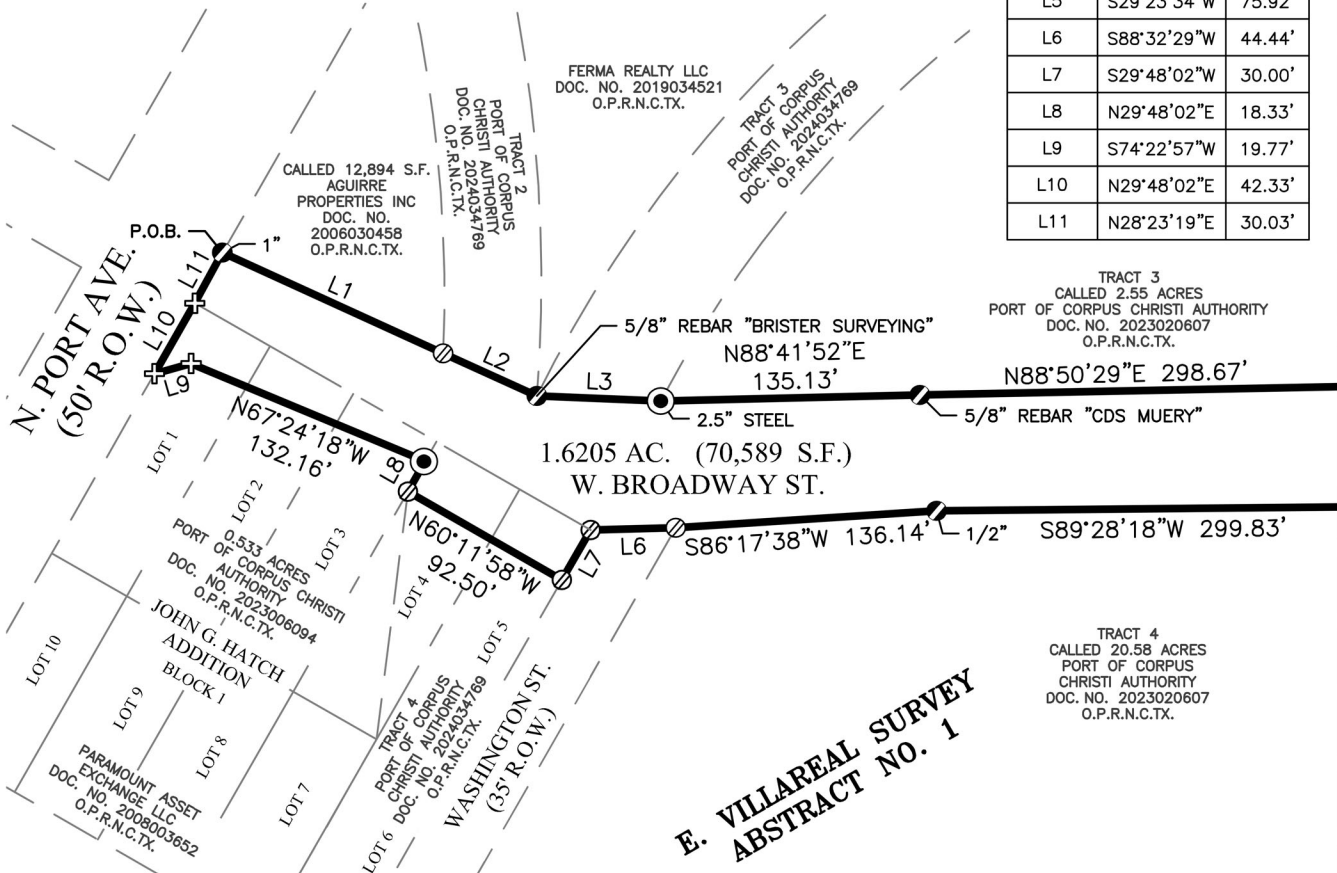 L5 S29°23'34"W 75.92'
L6 S88°32'29"W 44.44'
L7 S29°48'02"W 30.00'
L8 N29°48'02"E 18.33'
L9 S74°22'57"W 19.77'
L10 N29°48'02"E 42.33'
L11 N28°23'19"E 30.03'
FERMA REALTY LLC
DOC. NO. 2019034521
O.P.R.N.C.TX.
TRACT 3
PORT OF CORPUS
CHRISTI AUTHORITY
DOC. NO. 2024034769
O.P.R.N.C.TX.
TRACT 2
PORT OF CORPUS
CHRISTI AUTHORITY
DOC. NO. 2024034769
O.P.R.N.C.TX.
CALLED 12,894 S.F.
AGUIRRE
PROPERTIES INC
DOC. NO.
2006030458
O.P.R.N.C.TX.
P.O.B.
1"
L11
L10
L9
L1
L2
L3
N. PORT AVE.
(50' R.O.W.)
5/8" REBAR "BRISTER SURVEYING"
N88°41'52"E
135.13'
2.5" STEEL
TRACT 3
CALLED 2.55 ACRES
PORT OF CORPUS CHRISTI AUTHORITY
DOC. NO. 2023020607
O.P.R.N.C.TX.
N88°50'29"E 298.67'
5/8" REBAR "CDS MUERY"
1.6205 AC. (70,589 S.F.)
W. BROADWAY ST.
N67°24'18"W
132.16'
L8
N60°11'58"W
92.50'
L7
L6
S86°17'38"W 136.14'
1/2"
S89°28'18"W 299.83'
LOT 1
LOT 2
LOT 3
LOT 4
LOT 5
0.533 ACRES
PORT OF CORPUS CHRISTI
AUTHORITY
DOC. NO. 2023006094
O.P.R.N.C.TX.
JOHN G. HATCH
ADDITION
BLOCK 1
LOT 10
LOT 9
LOT 8
LOT 7
LOT 6
PARAMOUNT ASSET
EXCHANGE LLC
DOC. NO. 2008003652
O.P.R.N.C.TX.
TRACT 4
PORT OF CORPUS
CHRISTI AUTHORITY
DOC. NO. 2024034769
O.P.R.N.C.TX.
WASHINGTON ST.
(35' R.O.W.)
TRACT 4
CALLED 20.58 ACRES
PORT OF CORPUS
CHRISTI AUTHORITY
DOC. NO. 2023020607
O.P.R.N.C.TX.
E. VILLAREAL SURVEY
ABSTRACT NO. 1